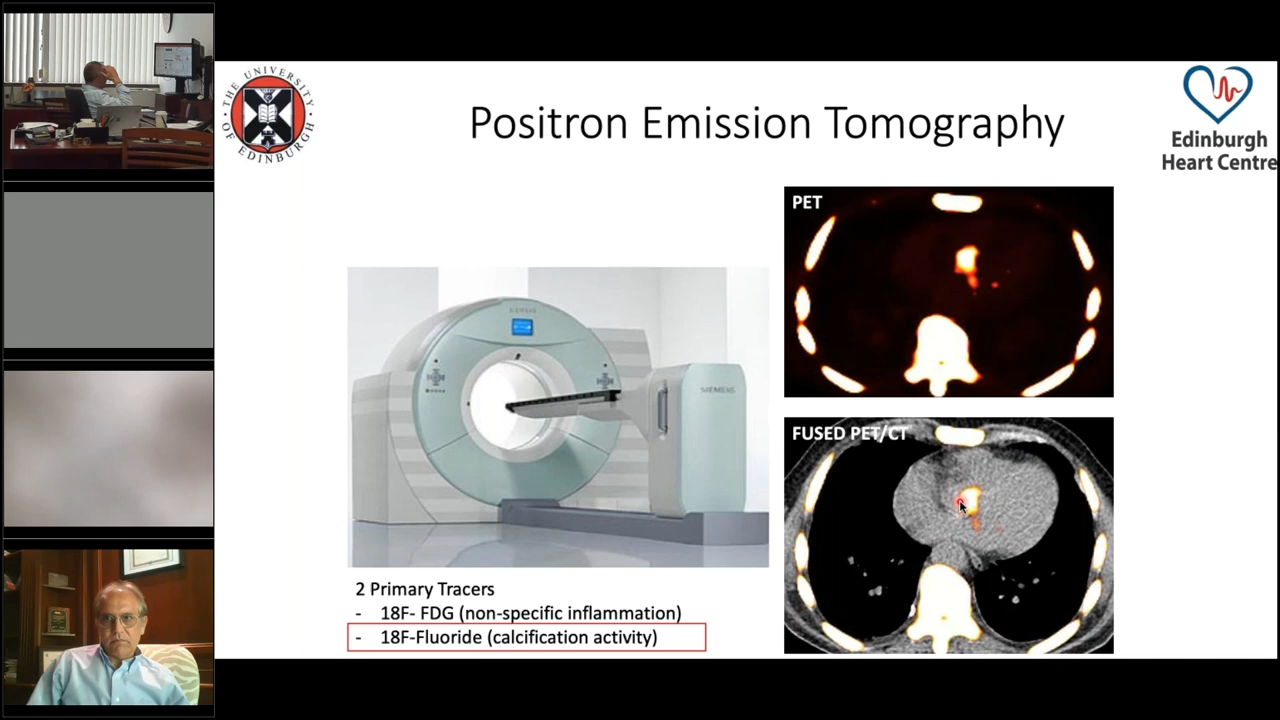 THE UNIVERSITY OF EDINBURGH
Positron Emission Tomography
Edinburgh
Heart Centre
PET
SIEMENS
SIEMENS
FUSED PET/CT
2 Primary Tracers
- 18F- FDG (non-specific inflammation)
- 18F-Fluoride (calcification activity)